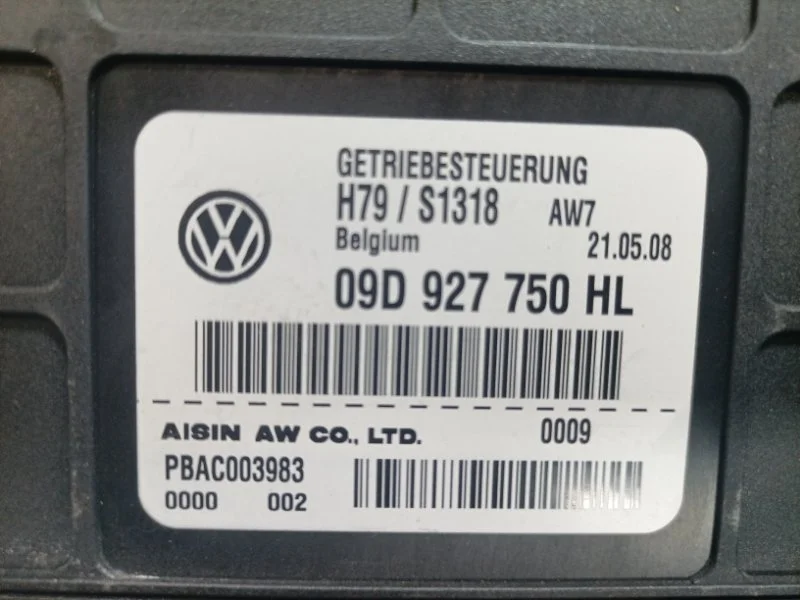 GETRIEBESTEUERUNG
H79 / S1318 AW7
Belgium 21.05.08
09D 927 750 HL
AISIN AW CO., LTD. 0009
PBAC003983
0000 002